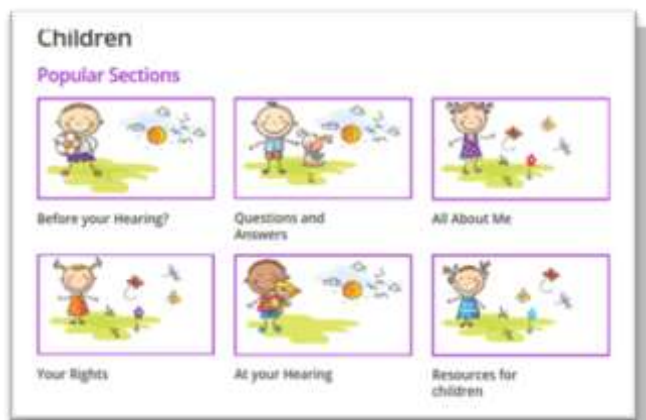 Children
Popular Sections
Before your Hearing?
Questions and
Answers
All About Me
Your Rights
At your Hearing
Resources for
children